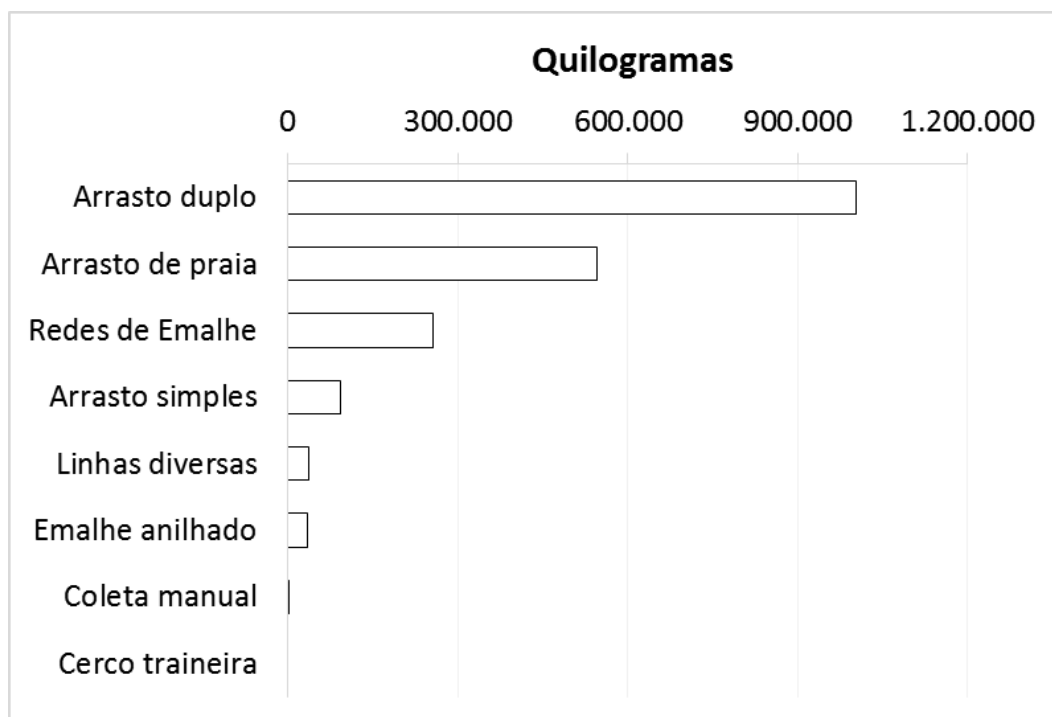 Quilogramas
0 300.000 600.000 900.000 1.200.000
Arrasto duplo
Arrasto de praia
Redes de Emalhe
Arrasto simples
Linhas diversas
Emalhe anilhado
Coleta manual
Cerco traineira